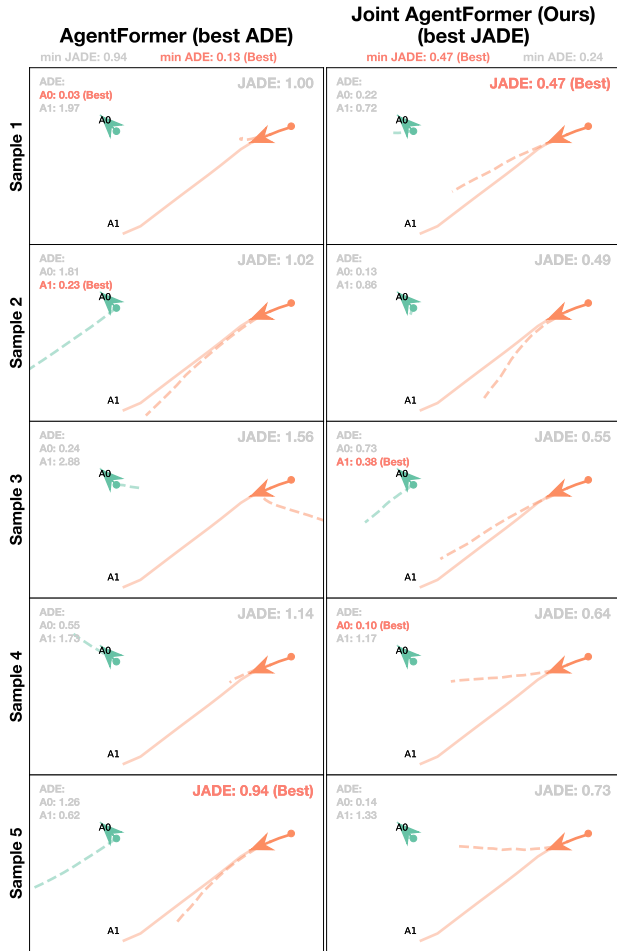 AgentFormer (best ADE)
min JADE: 0.94 min ADE: 0.13 (Best)
Joint AgentFormer (Ours)
(best JADE)
min JADE: 0.47 (Best) min ADE: 0.24
Sample 1
ADE:
A0: 0.03 (Best)
A1: 1.97
JADE: 1.00
A0
A1
ADE:
A0: 0.22
A1: 0.72
JADE: 0.47 (Best)
A0
A1
Sample 2
ADE:
A0: 1.81
A1: 0.23 (Best)
JADE: 1.02
A0
A1
ADE:
A0: 0.13
A1: 0.86
JADE: 0.49
A0
A1
Sample 3
ADE:
A0: 0.24
A1: 2.88
JADE: 1.56
A0
A1
ADE:
A0: 0.73
A1: 0.38 (Best)
JADE: 0.55
A0
A1
Sample 4
ADE:
A0: 0.55
A1: 1.73
JADE: 1.14
A0
A1
ADE:
A0: 0.10 (Best)
A1: 1.17
JADE: 0.64
A0
A1
Sample 5
ADE:
A0: 1.26
A1: 0.62
JADE: 0.94 (Best)
A0
A1
ADE:
A0: 0.14
A1: 1.33
JADE: 0.73
A0
A1